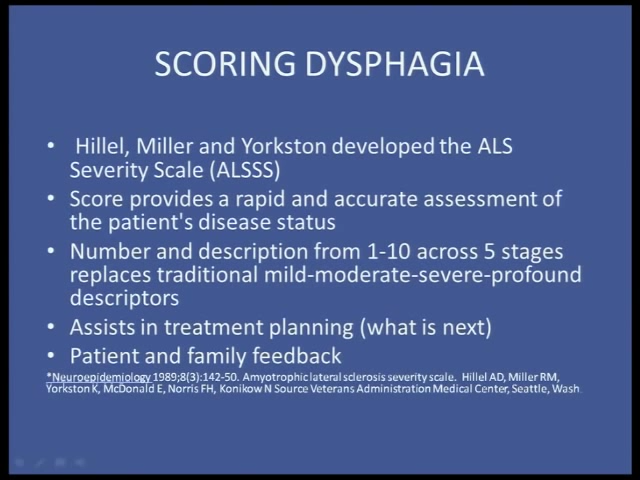 SCORING DYSPHAGIA
• Hillel, Miller and Yorkston developed the ALS
Severity Scale (ALSSS)
• Score provides a rapid and accurate assessment of
the patient's disease status
• Number and description from 1-10 across 5 stages
replaces traditional mild-moderate-severe-profound
descriptors
• Assists in treatment planning (what is next)
• Patient and family feedback
*Neuroepidemiology 1989;8(3):142-50. Amyotrophic lateral sclerosis severity scale. Hillel AD, Miller RM,
Yorkston K, McDonald E, Norris FH, Konikow N Source Veterans Administration Medical Center, Seattle, Wash